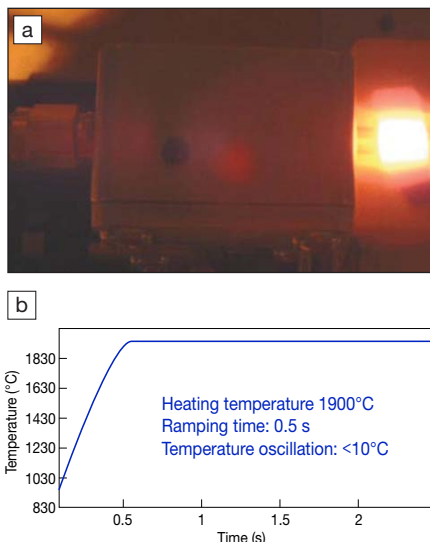 a
b
Temperature (°C)
1830
1630
1430
1230
1030
830
Heating temperature 1900°C
Ramping time: 0.5 s
Temperature oscillation: <10°C
0.5
1
1.5
2
Time (s)